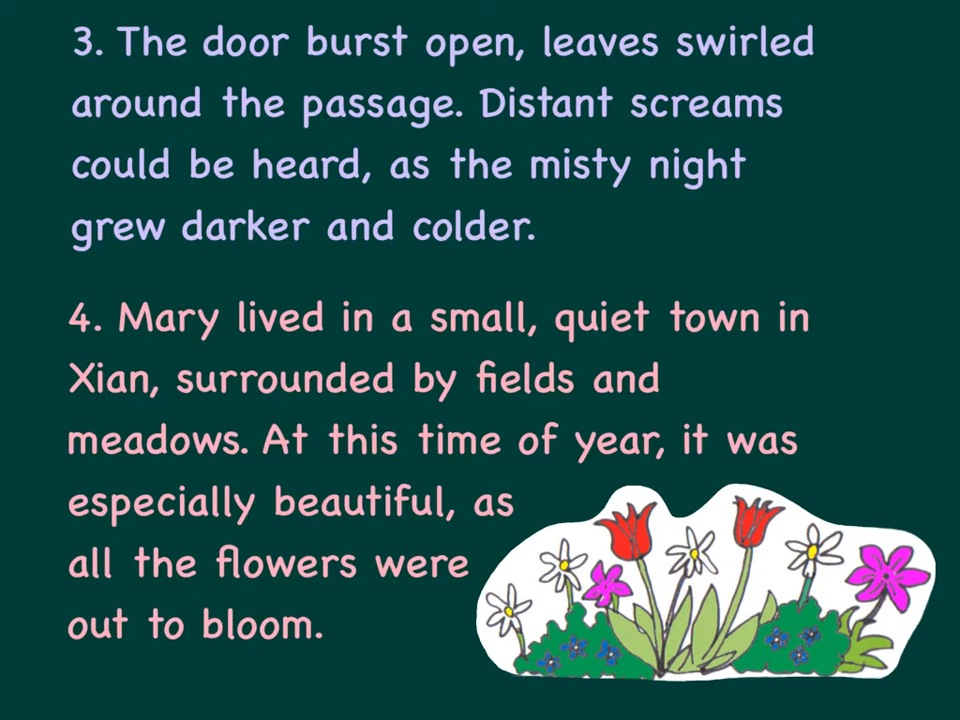 3. The door burst open, leaves swirled
around the passage. Distant screams
could be heard, as the misty night
grew darker and colder.
4. Mary lived in a small, quiet town in
Xian, surrounded by fields and
meadows. At this time of year, it was
especially beautiful, as
all the flowers were
out to bloom.